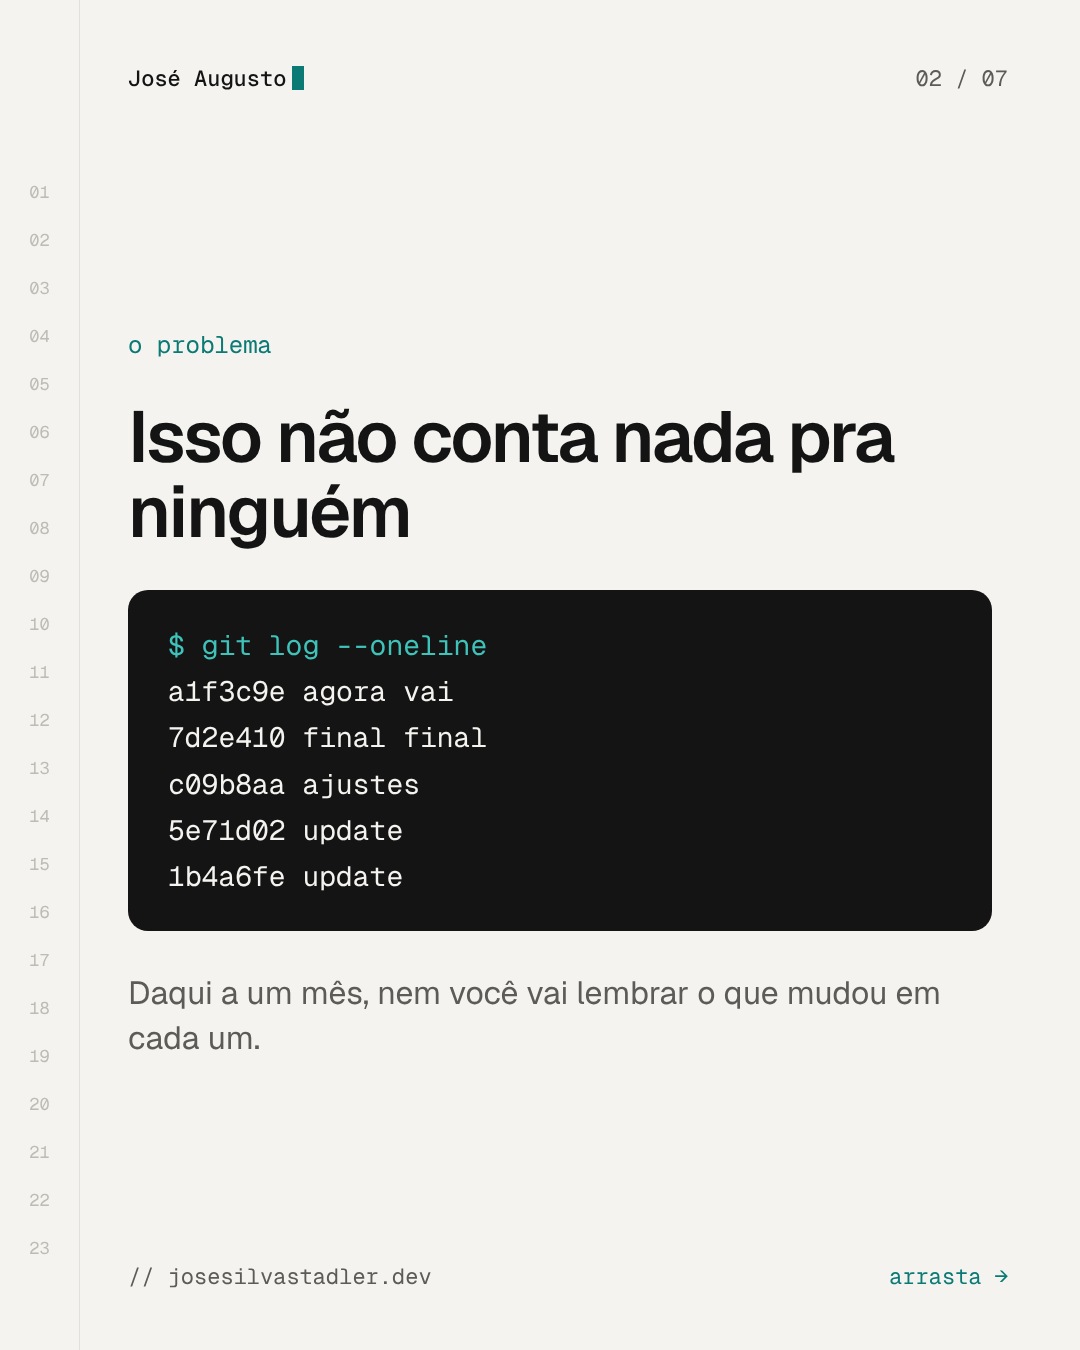 José Augusto
02 / 07
01
02
03
04
o problema
05
06
Isso não conta nada pra
07
08
ninguém
09
10
$ git log --oneline
11
a1f3c9e agora vai
12
7d2e410 final final
13
c09b8aa ajustes
14
5e71d02 update
15
1b4a6fe update
16
17
Daqui a um mês, nem você vai lembrar o que mudou em
18
cada um.
19
20
21
22
23
// josesilvastadler.dev
arrasta →